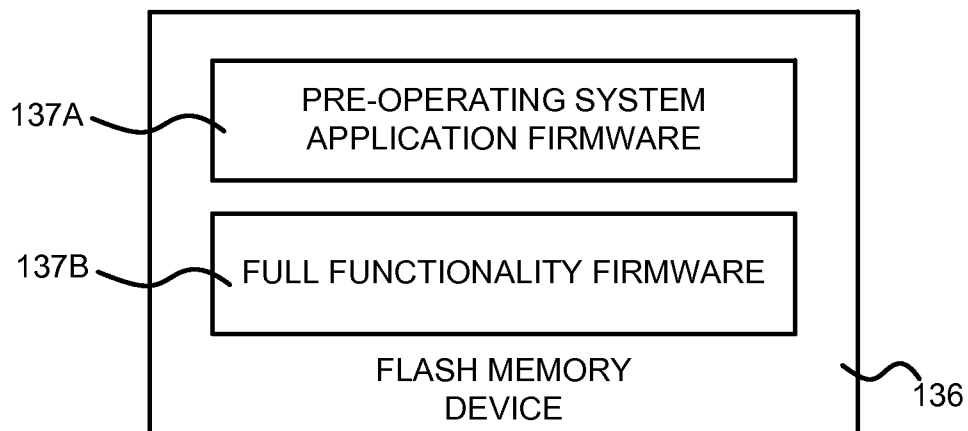 137A
PRE-OPERATING SYSTEM
APPLICATION FIRMWARE
137B
FULL FUNCTIONALITY FIRMWARE
FLASH MEMORY
DEVICE
136